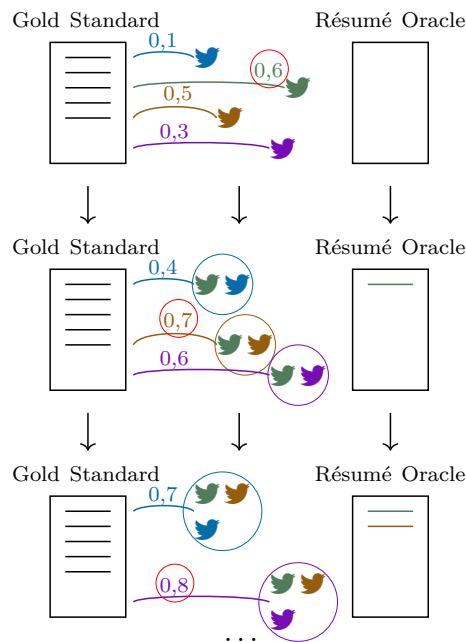 Gold Standard
Résumé Oracle
0,1
0,6
0,5
0,3
Gold Standard
Résumé Oracle
0,4
0,7
0,6
Gold Standard
Résumé Oracle
0,7
0,8
...